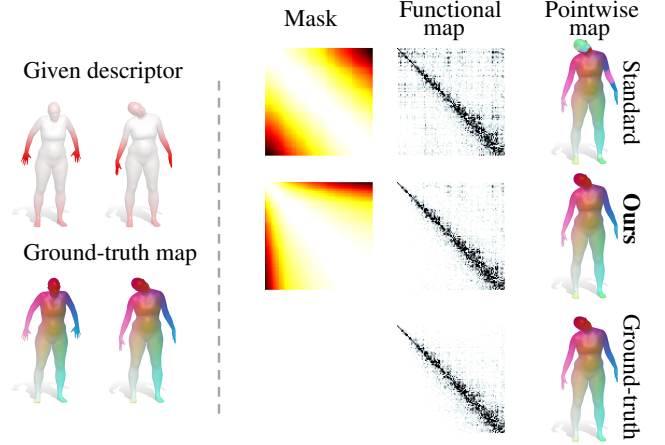 Given descriptor
Ground-truth map
Mask
Functional
map
Pointwise
map
Standard
Ours
Ground-truth